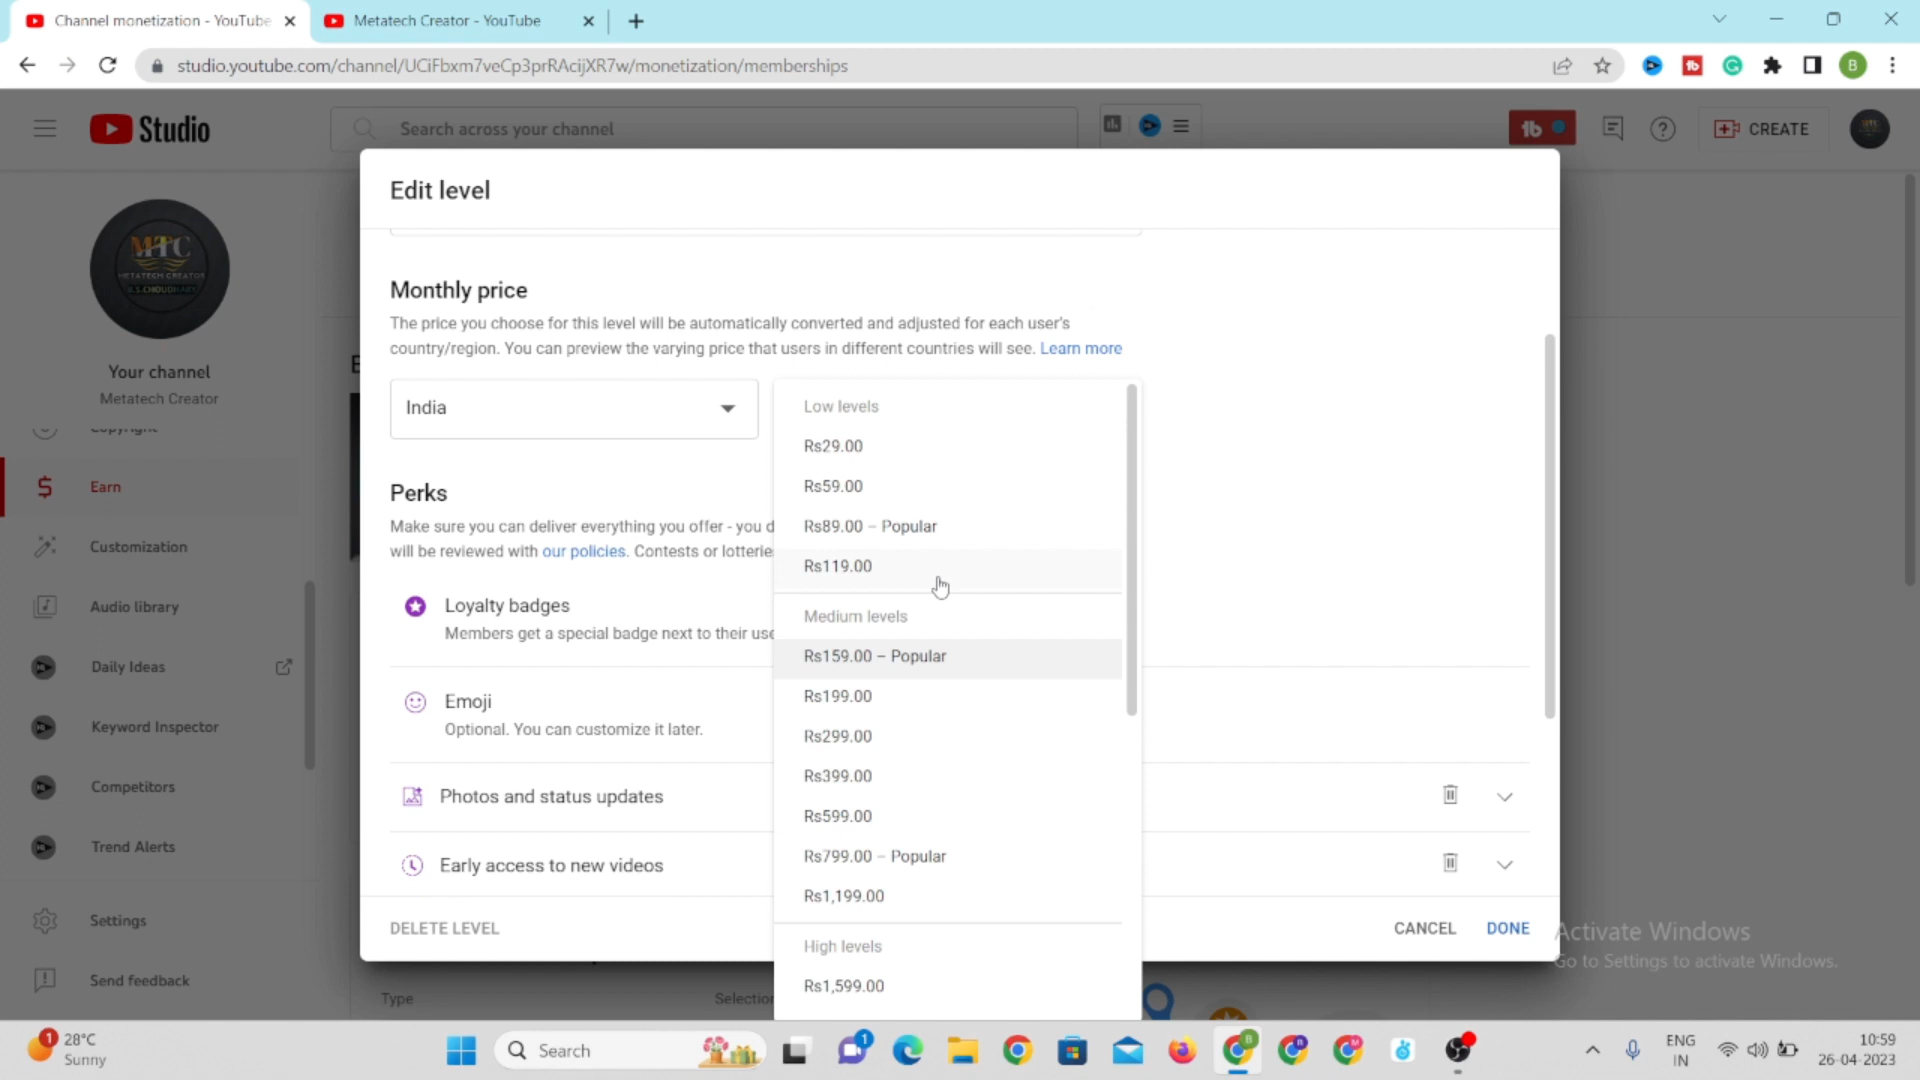 Channel monetization - YouTube
Metatech Creator - YouTube
studio.youtube.com/channel/UCiFbxm7veCp3prRAcijXR7w/monetization/memberships
B
Studio
Search across your channel
CREATE
MTC
METATECH CREATOR
B.S.CHOUDHARY
Your channel
Metatech Creator
Copyright
Earn
Customization
Audio library
Daily Ideas
Keyword Inspector
Competitors
Trend Alerts
Settings
Send feedback
Edit level
Monthly price
The price you choose for this level will be automatically converted and adjusted for each user's
country/region. You can preview the varying price that users in different countries will see. Learn more
India
Low levels
Rs29.00
Rs59.00
Rs89.00 – Popular
Rs119.00
Medium levels
Rs159.00 – Popular
Rs199.00
Rs299.00
Rs399.00
Rs599.00
Rs799.00 – Popular
Rs1,199.00
High levels
Rs1,599.00
Perks
Make sure you can deliver everything you offer - you d
will be reviewed with our policies. Contests or lotterie
Loyalty badges
Members get a special badge next to their use
Emoji
Optional. You can customize it later.
Photos and status updates
Early access to new videos
DELETE LEVEL
CANCEL
DONE
Activate Windows
Go to Settings to activate Windows.
Type
Selection
1
28°C
Sunny
Search
1
ENG
IN
10:59
26-04-2023